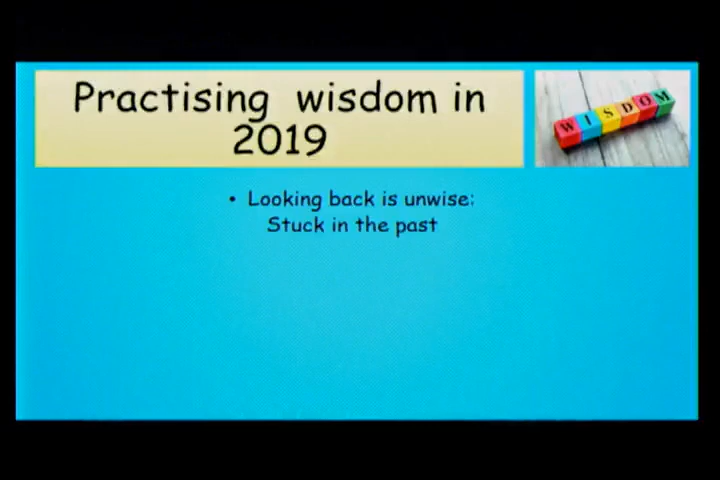 Practising wisdom in
2019
WISDOM
• Looking back is unwise:
Stuck in the past